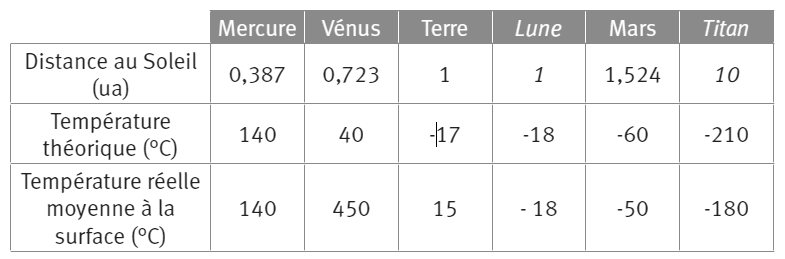 Mercure Vénus Terre Lune Mars Titan
Distance au Soleil
(ua) 0,387 0,723 1 1 1,524 10
Température
théorique (°C) 140 40 -17 -18 -60 -210
Température réelle
moyenne à la 140 450 15 - 18 -50 -180
surface (°C)